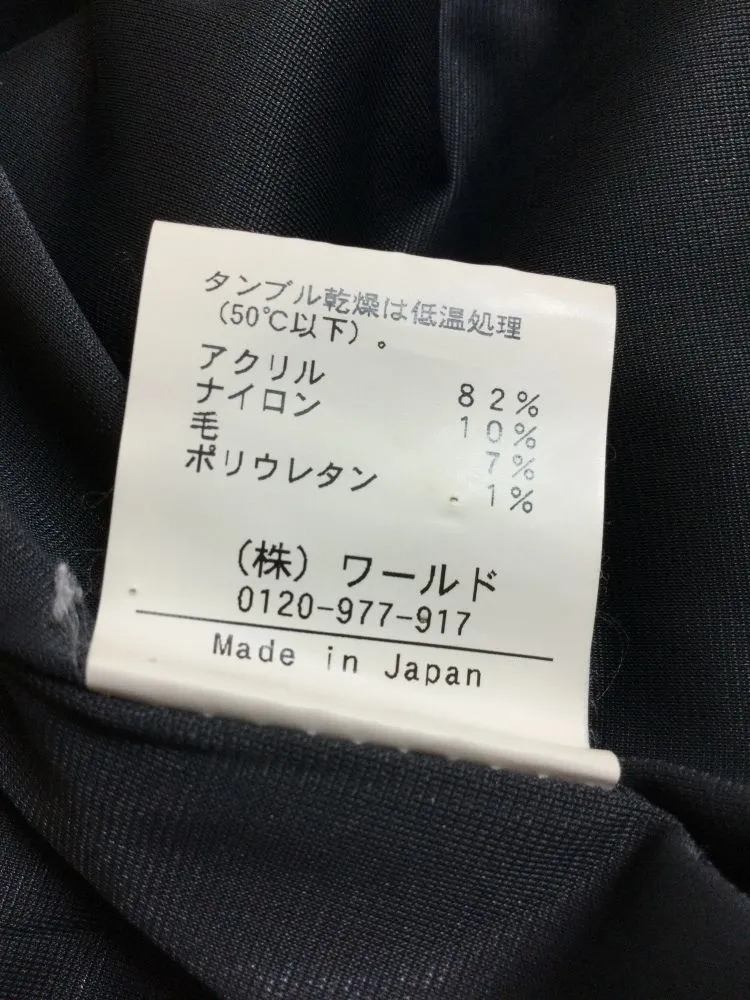 タンブル乾燥は低温処理
（50℃以下）。
アクリル 82%
ナイロン 10%
毛 7%
ポリウレタン 1%
（株）ワールド
0120-977-917
Made in Japan